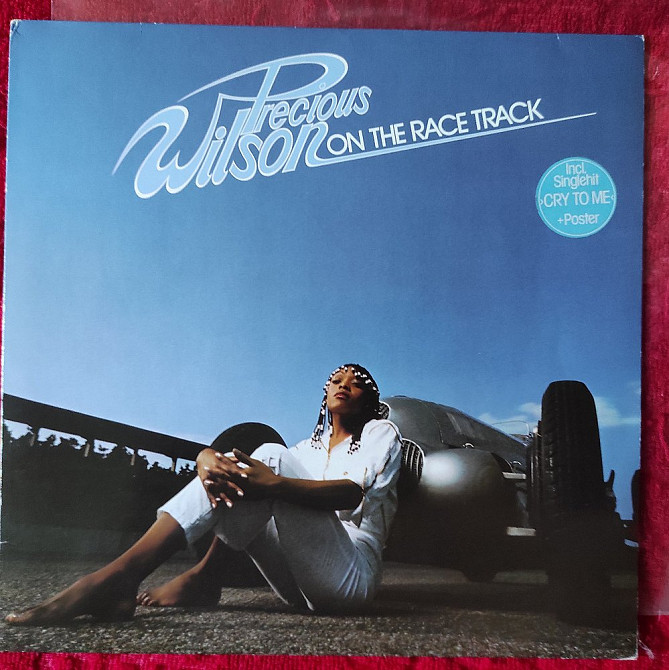 Precious
Wilson
ON THE RACE TRACK
Incl.
Singlehit
›CRY TO ME‹
+Poster